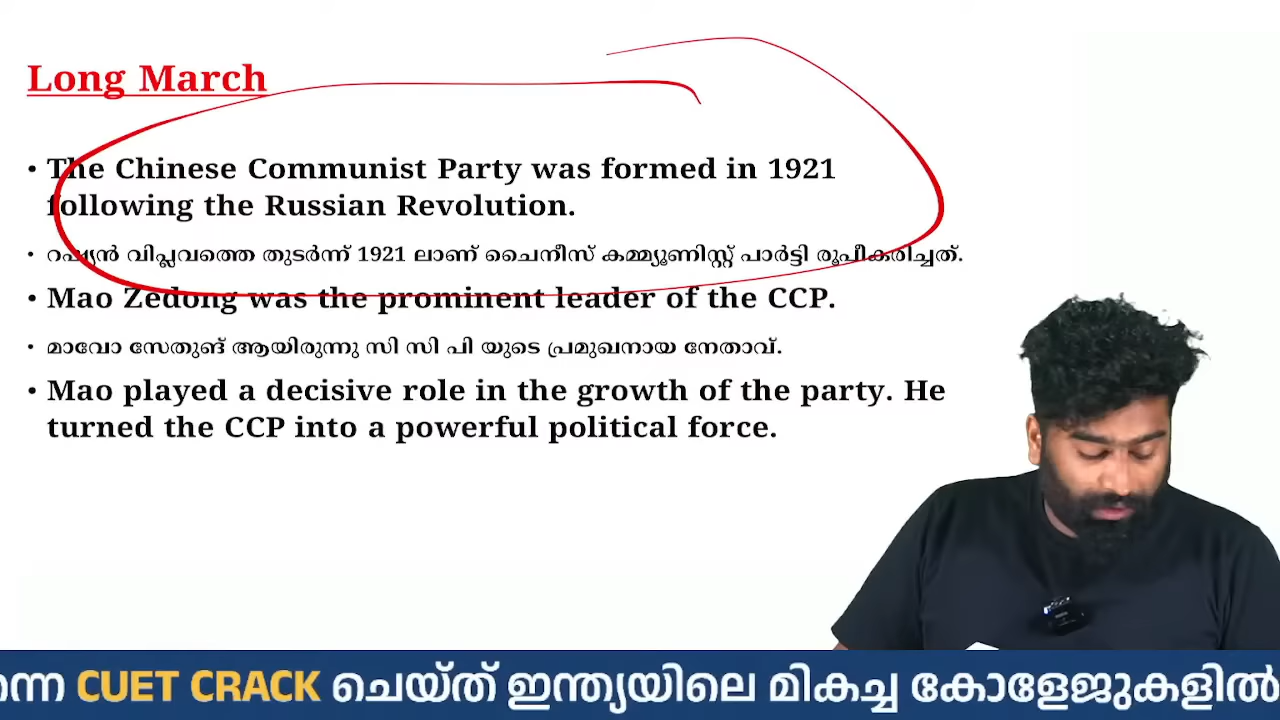 Long March
• The Chinese Communist Party was formed in 1921
following the Russian Revolution.
• റഷ്യൻ വിപ്ലവത്തെ തുടർന്ന് 1921 ലാണ് ചൈനീസ് കമ്മ്യൂണിസ്റ്റ് പാർട്ടി രൂപീകരിച്ചത്.
• Mao Zedong was the prominent leader of the CCP.
• മാവോ സേതുങ് ആയിരുന്നു സി സി പി യുടെ പ്രമുഖനായ നേതാവ്.
• Mao played a decisive role in the growth of the party. He
turned the CCP into a powerful political force.
CUET CRACK ചെയ്ത് ഇന്ത്യയിലെ മികച്ച കോളേജുകളിൽ